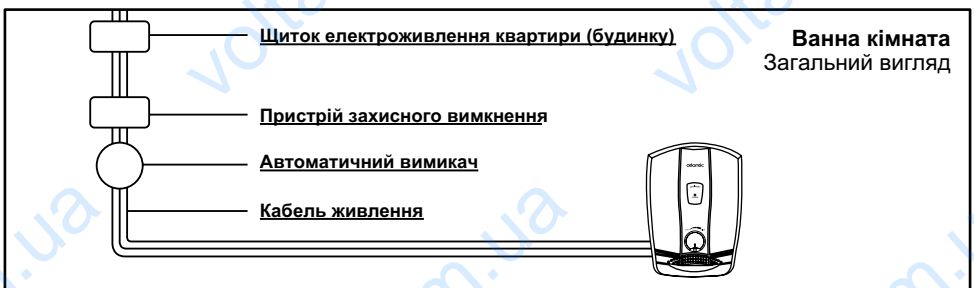 Щиток електроживлення квартири (будинку)
Ванна кімната
Загальний вигляд
Пристрій захисного вимкнення
Автоматичний вимикач
atlantic
Кабель живлення